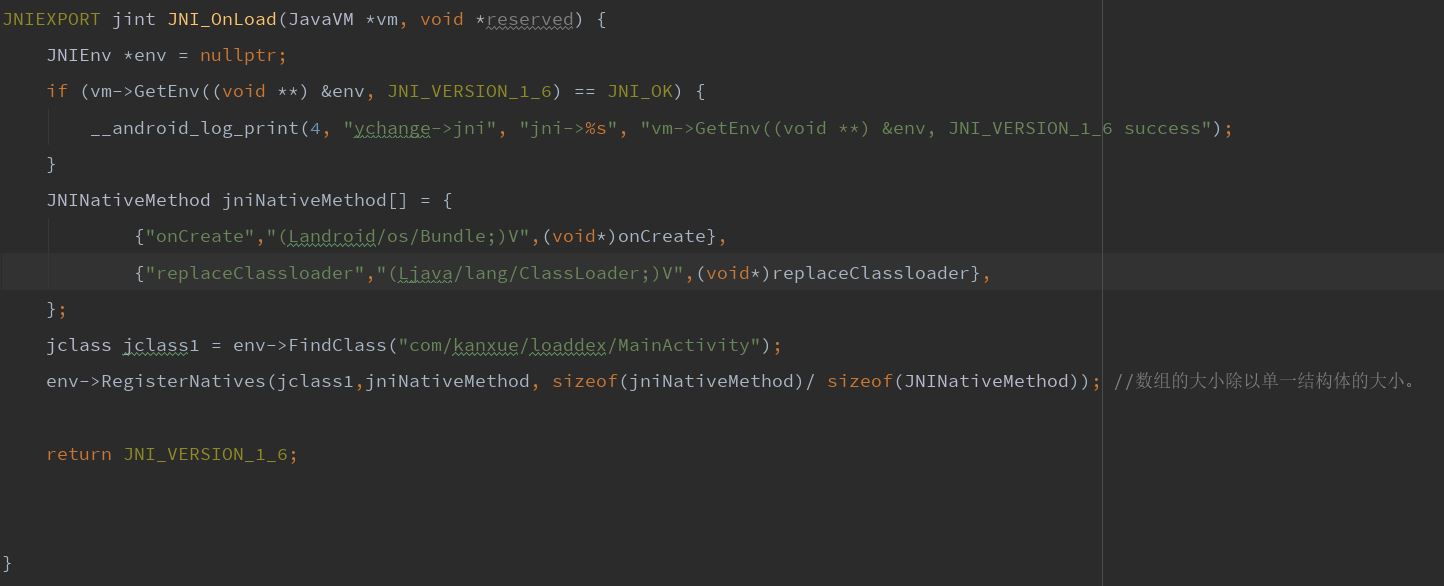 JNIEXPORT jint JNI_OnLoad(JavaVM *vm, void *reserved) {
    JNIEnv *env = nullptr;
    if (vm->GetEnv((void **) &env, JNI_VERSION_1_6) == JNI_OK) {
        __android_log_print(4, "ychange->jni", "jni->%s", "vm->GetEnv((void **) &env, JNI_VERSION_1_6 success");
    }
    JNINativeMethod jniNativeMethod[] = {
            {"onCreate","(Landroid/os/Bundle;)V",(void*)onCreate},
            {"replaceClassloader","(Ljava/lang/ClassLoader;)V",(void*)replaceClassloader},
    };
    jclass jclass1 = env->FindClass("com/kanxue/loaddex/MainActivity");
    env->RegisterNatives(jclass1,jniNativeMethod, sizeof(jniNativeMethod)/ sizeof(JNINativeMethod)); //数组的大小除以单一结构体的大小。
    return JNI_VERSION_1_6;
}